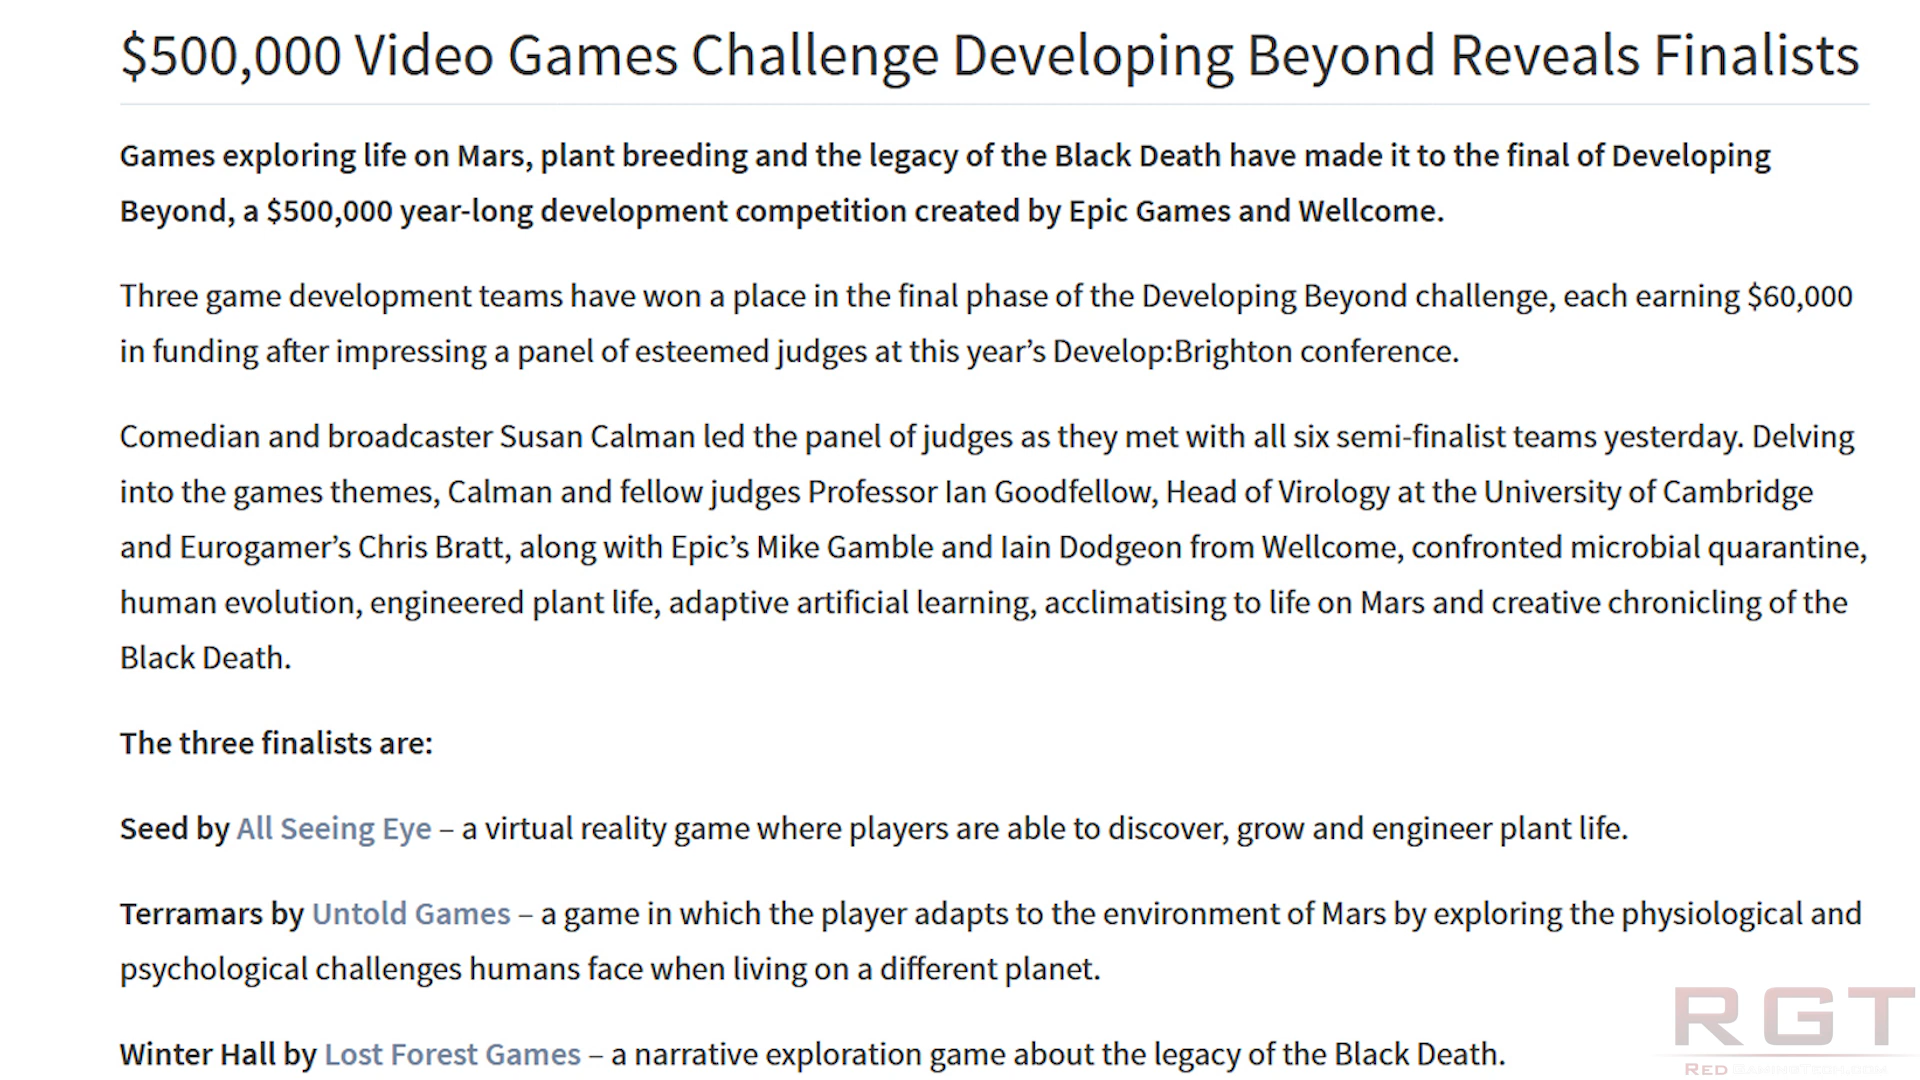 $500,000 Video Games Challenge Developing Beyond Reveals Finalists
Games exploring life on Mars, plant breeding and the legacy of the Black Death have made it to the final of Developing
Beyond, a $500,000 year-long development competition created by Epic Games and Wellcome.
Three game development teams have won a place in the final phase of the Developing Beyond challenge, each earning $60,000
in funding after impressing a panel of esteemed judges at this year’s Develop:Brighton conference.
Comedian and broadcaster Susan Calman led the panel of judges as they met with all six semi-finalist teams yesterday. Delving
into the games themes, Calman and fellow judges Professor Ian Goodfellow, Head of Virology at the University of Cambridge
and Eurogamer’s Chris Bratt, along with Epic’s Mike Gamble and Iain Dodgeon from Wellcome, confronted microbial quarantine,
human evolution, engineered plant life, adaptive artificial learning, acclimatising to life on Mars and creative chronicling of the
Black Death.
The three finalists are:
Seed by All Seeing Eye – a virtual reality game where players are able to discover, grow and engineer plant life.
Terramars by Untold Games – a game in which the player adapts to the environment of Mars by exploring the physiological and
psychological challenges humans face when living on a different planet.
Winter Hall by Lost Forest Games – a narrative exploration game about the legacy of the Black Death.
RGT
RED